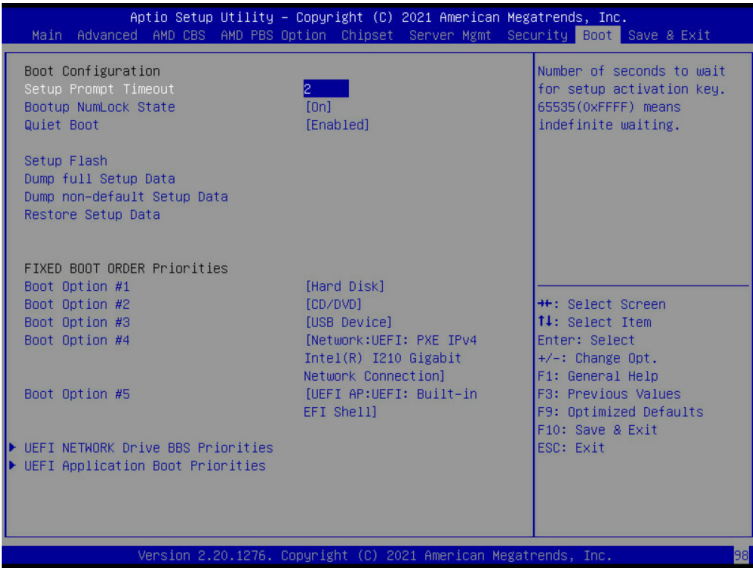 Aptio Setup Utility – Copyright (C) 2021 American Megatrends, Inc.
Main Advanced AMD CBS AMD PBS Option Chipset Server Mgmt Security Boot Save & Exit
Boot Configuration
Setup Prompt Timeout 2
Bootup NumLock State [On]
Quiet Boot [Enabled]
Setup Flash
Dump full Setup Data
Dump non-default Setup Data
Restore Setup Data
FIXED BOOT ORDER Priorities
Boot Option #1 [Hard Disk]
Boot Option #2 [CD/DVD]
Boot Option #3 [USB Device]
Boot Option #4 [Network:UEFI: PXE IPv4
Intel(R) I210 Gigabit
Network Connection]
Boot Option #5 [UEFI AP:UEFI: Built-in
EFI Shell]
▶ UEFI NETWORK Drive BBS Priorities
▶ UEFI Application Boot Priorities
Number of seconds to wait
for setup activation key.
65535(0xFFFF) means
indefinite waiting.
→←: Select Screen
↑↓: Select Item
Enter: Select
+/-: Change Opt.
F1: General Help
F3: Previous Values
F9: Optimized Defaults
F10: Save & Exit
ESC: Exit
Version 2.20.1276. Copyright (C) 2021 American Megatrends, Inc.
98